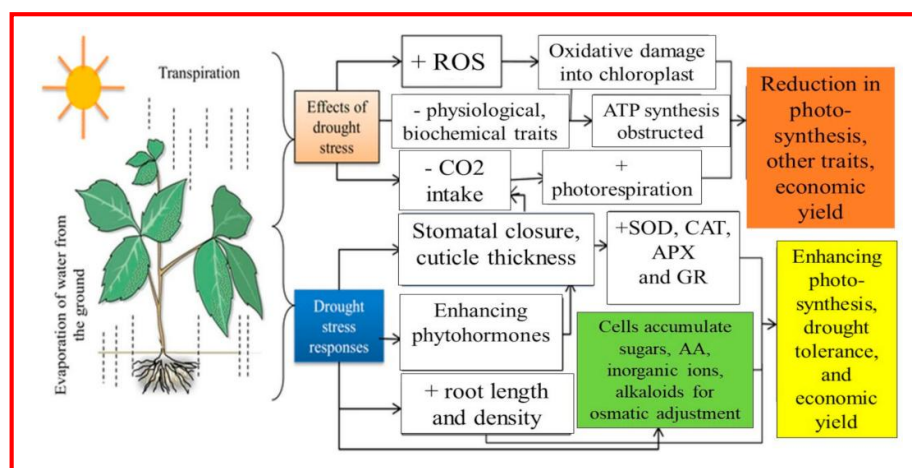 Transpiration
Evaporation of water from
the ground
Effects of
drought
stress
+ ROS
Oxidative damage
into chloroplast
- physiological,
biochemical traits
ATP synthesis
obstructed
- CO2
intake
+
photorespiration
Reduction in
photo-
synthesis,
other traits,
economic
yield
Drought
stress
responses
Stomatal closure,
cuticle thickness
+SOD, CAT,
APX
and GR
Enhancing
phytohormones
+ root length
and density
Cells accumulate
sugars, AA,
inorganic ions,
alkaloids for
osmatic adjustment
Enhancing
photo-
synthesis,
drought
tolerance,
and
economic
yield